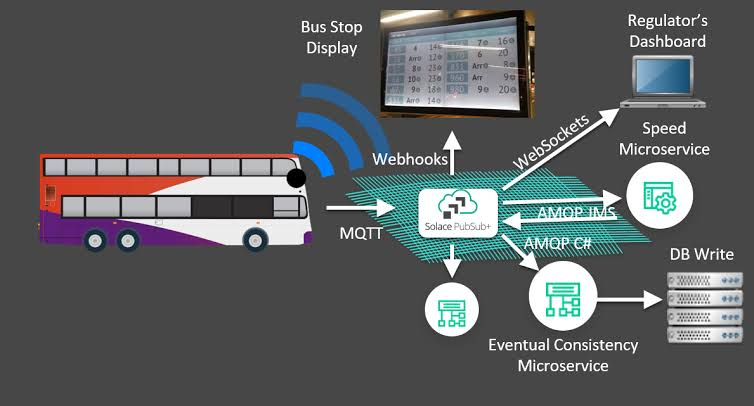 Bus Stop
Display
Regulator's
Dashboard
Webhooks
WebSockets
Speed
Microservice
MQTT
Solace PubSub+
AMQP JMS
AMQP C#
DB Write
Eventual Consistency
Microservice